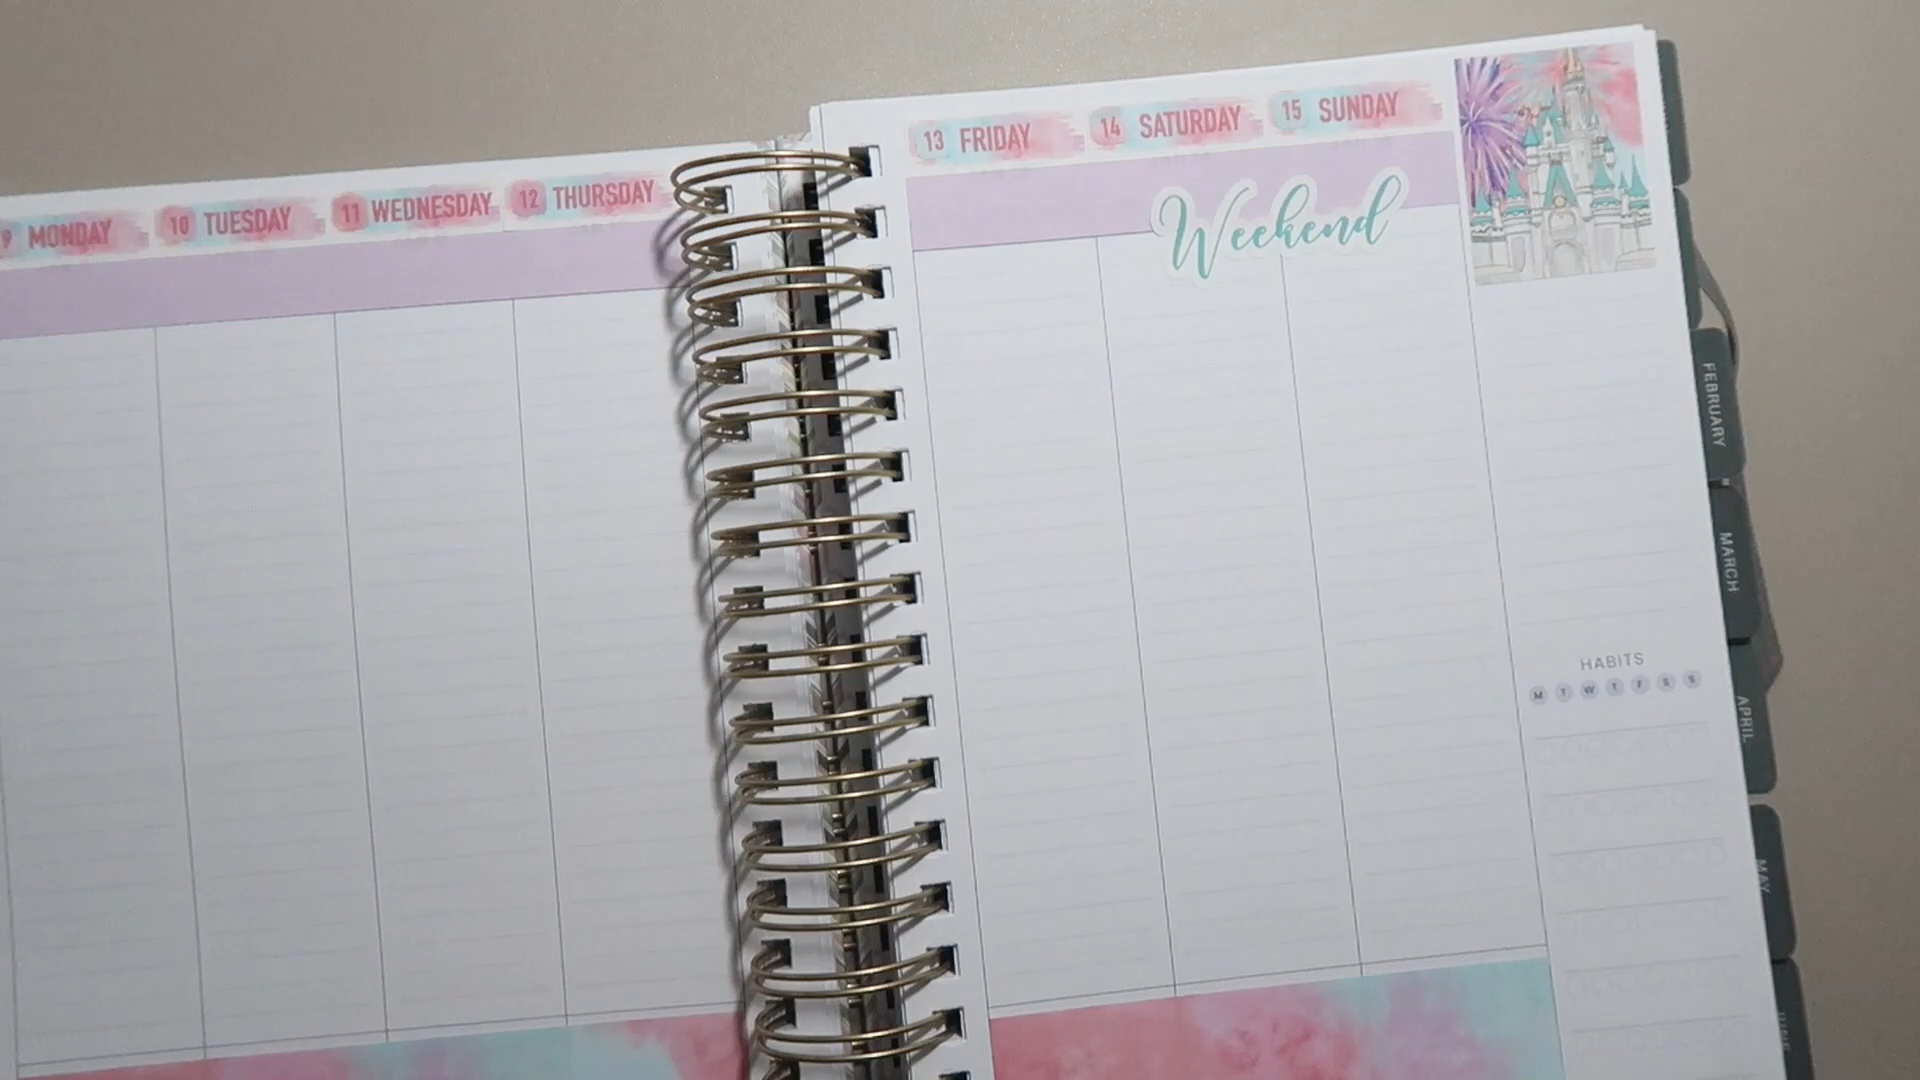 9 MONDAY
10 TUESDAY
11 WEDNESDAY
12 THURSDAY
13 FRIDAY
14 SATURDAY
15 SUNDAY
Weekend
HABITS
M T W T F S S
FEBRUARY
MARCH
APRIL
MAY